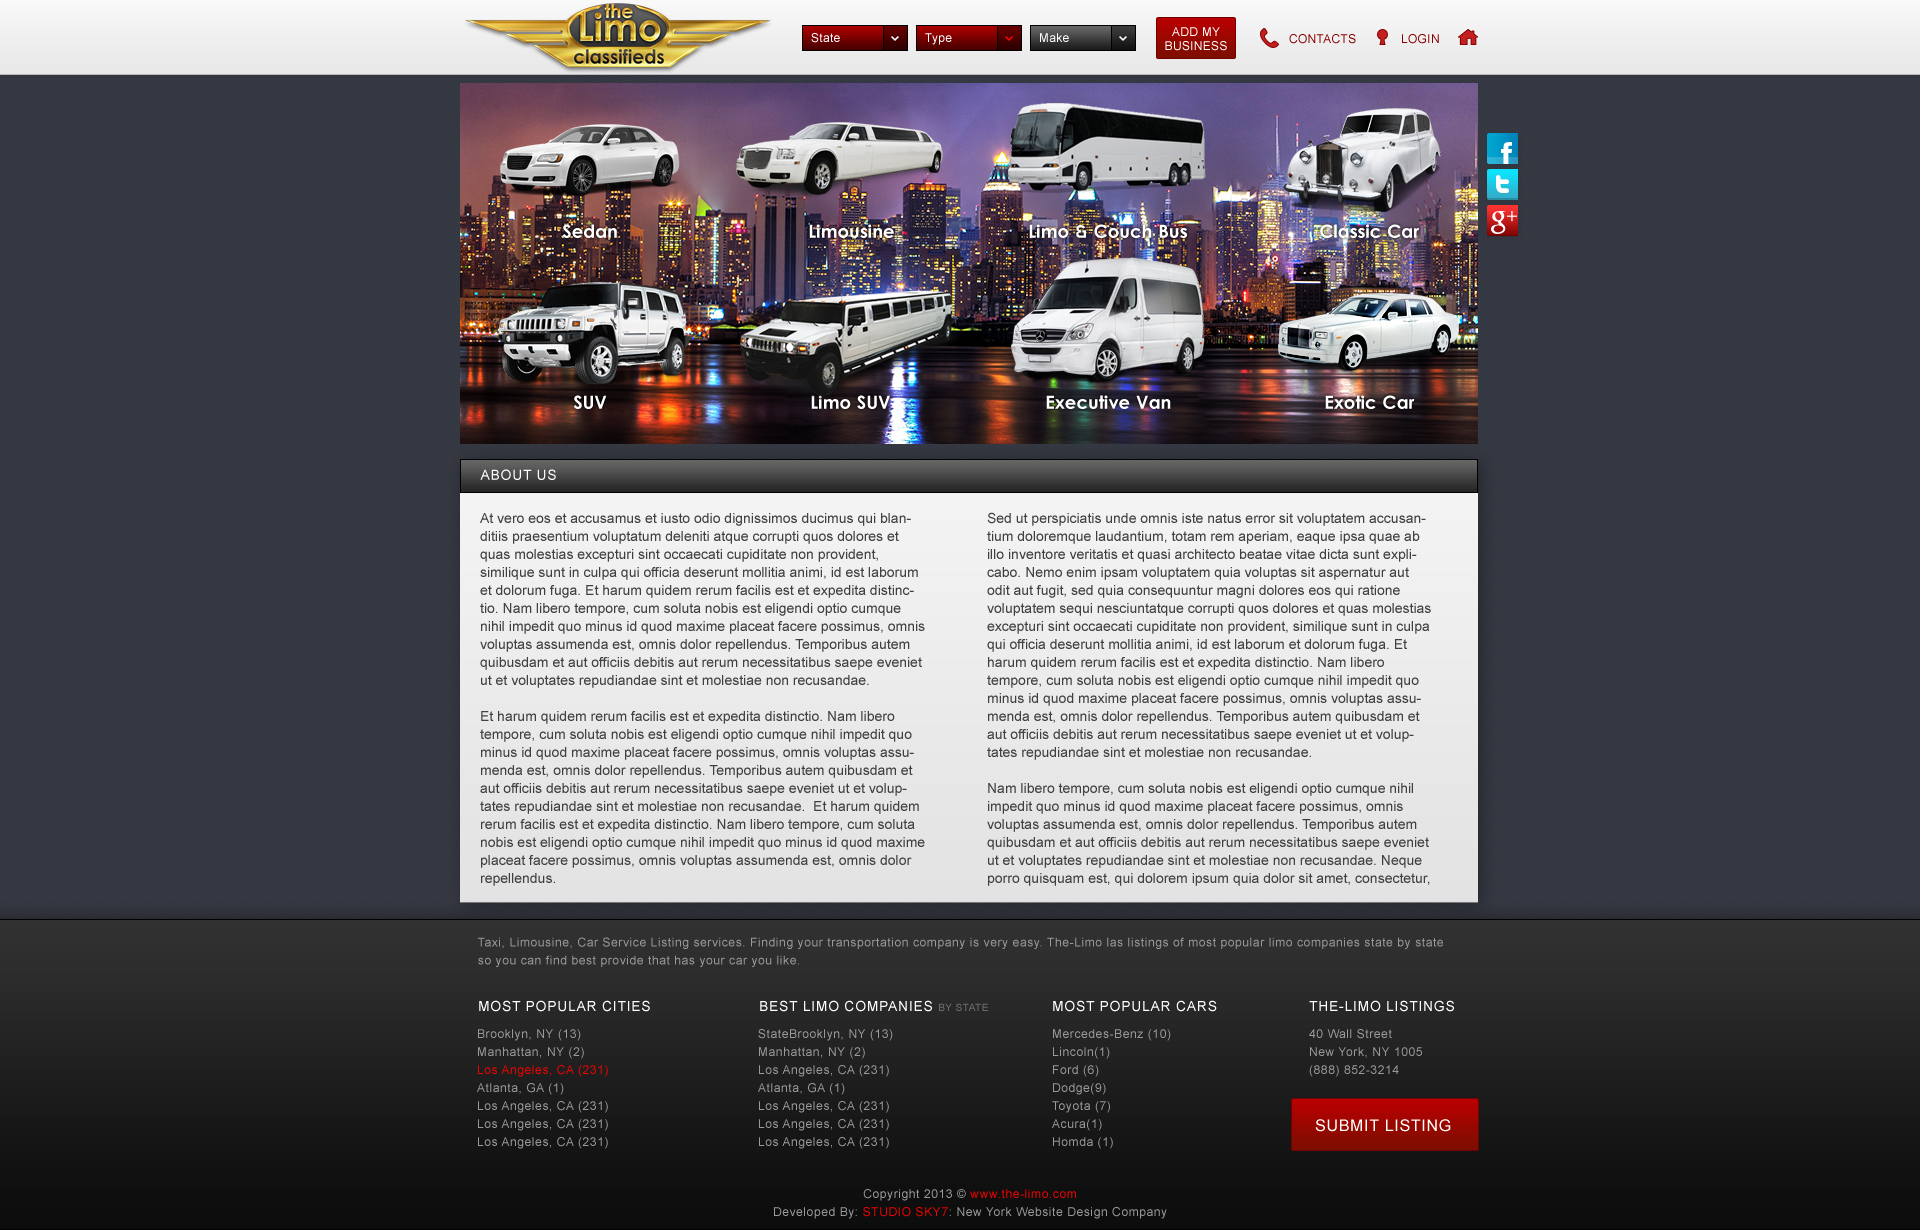 the
Limo
classifieds
State
Type
Make
ADD MY
BUSINESS
CONTACTS
LOGIN
f
t
g+
Sedan
Limousine
Limo & Couch Bus
Classic Car
SUV
Limo SUV
Executive Van
Exotic Car
ABOUT US
At vero eos et accusamus et iusto odio dignissimos ducimus qui blan-
ditiis praesentium voluptatum deleniti atque corrupti quos dolores et
quas molestias excepturi sint occaecati cupiditate non provident,
similique sunt in culpa qui officia deserunt mollitia animi, id est laborum
et dolorum fuga. Et harum quidem rerum facilis est et expedita distinc-
tio. Nam libero tempore, cum soluta nobis est eligendi optio cumque
nihil impedit quo minus id quod maxime placeat facere possimus, omnis
voluptas assumenda est, omnis dolor repellendus. Temporibus autem
quibusdam et aut officiis debitis aut rerum necessitatibus saepe eveniet
ut et voluptates repudiandae sint et molestiae non recusandae.
Et harum quidem rerum facilis est et expedita distinctio. Nam libero
tempore, cum soluta nobis est eligendi optio cumque nihil impedit quo
minus id quod maxime placeat facere possimus, omnis voluptas assu-
menda est, omnis dolor repellendus. Temporibus autem quibusdam et
aut officiis debitis aut rerum necessitatibus saepe eveniet ut et volup-
tates repudiandae sint et molestiae non recusandae.  Et harum quidem
rerum facilis est et expedita distinctio. Nam libero tempore, cum soluta
nobis est eligendi optio cumque nihil impedit quo minus id quod maxime
placeat facere possimus, omnis voluptas assumenda est, omnis dolor
repellendus.
Sed ut perspiciatis unde omnis iste natus error sit voluptatem accusan-
tium doloremque laudantium, totam rem aperiam, eaque ipsa quae ab
illo inventore veritatis et quasi architecto beatae vitae dicta sunt expli-
cabo. Nemo enim ipsam voluptatem quia voluptas sit aspernatur aut
odit aut fugit, sed quia consequuntur magni dolores eos qui ratione
voluptatem sequi nesciuntatque corrupti quos dolores et quas molestias
excepturi sint occaecati cupiditate non provident, similique sunt in culpa
qui officia deserunt mollitia animi, id est laborum et dolorum fuga. Et
harum quidem rerum facilis est et expedita distinctio. Nam libero
tempore, cum soluta nobis est eligendi optio cumque nihil impedit quo
minus id quod maxime placeat facere possimus, omnis voluptas assu-
menda est, omnis dolor repellendus. Temporibus autem quibusdam et
aut officiis debitis aut rerum necessitatibus saepe eveniet ut et volup-
tates repudiandae sint et molestiae non recusandae.
Nam libero tempore, cum soluta nobis est eligendi optio cumque nihil
impedit quo minus id quod maxime placeat facere possimus, omnis
voluptas assumenda est, omnis dolor repellendus. Temporibus autem
quibusdam et aut officiis debitis aut rerum necessitatibus saepe eveniet
ut et voluptates repudiandae sint et molestiae non recusandae. Neque
porro quisquam est, qui dolorem ipsum quia dolor sit amet, consectetur,
Taxi, Limousine, Car Service Listing services. Finding your transportation company is very easy. The-Limo las listings of most popular limo companies state by state
so you can find best provide that has your car you like.
MOST POPULAR CITIES
Brooklyn, NY (13)
Manhattan, NY (2)
Los Angeles, CA (231)
Atlanta, GA (1)
Los Angeles, CA (231)
Los Angeles, CA (231)
Los Angeles, CA (231)
BEST LIMO COMPANIES BY STATE
StateBrooklyn, NY (13)
Manhattan, NY (2)
Los Angeles, CA (231)
Atlanta, GA (1)
Los Angeles, CA (231)
Los Angeles, CA (231)
Los Angeles, CA (231)
MOST POPULAR CARS
Mercedes-Benz (10)
Lincoln(1)
Ford (6)
Dodge(9)
Toyota (7)
Acura(1)
Homda (1)
THE-LIMO LISTINGS
40 Wall Street
New York, NY 1005
(888) 852-3214
SUBMIT LISTING
Copyright 2013 © www.the-limo.com
Developed By: STUDIO SKY7: New York Website Design Company